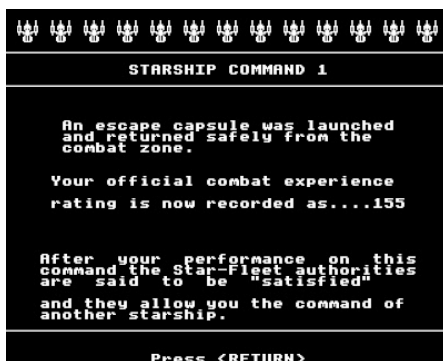 STARSHIP COMMAND 1
An escape capsule was launched
and returned safely from the
combat zone.
Your official combat experience
rating is now recorded as....155
After your performance on this
command the Star-Fleet authorities
are said to be "satisfied"
and they allow you the command of
another starship.
Press <RETURN>